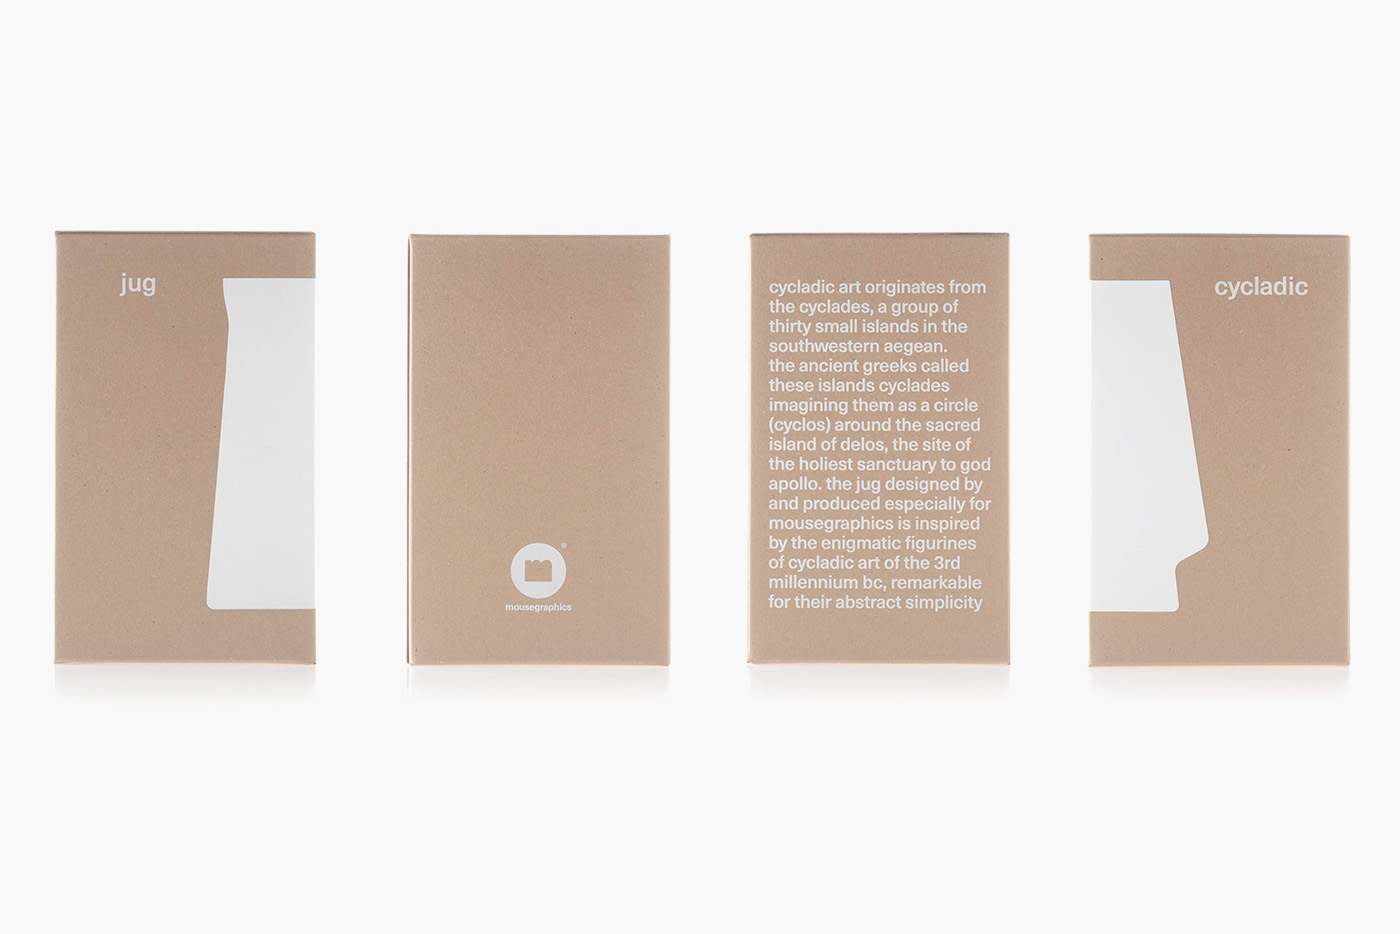 jug
m
®
mousegraphics
cycladic art originates from
the cyclades, a group of
thirty small islands in the
southwestern aegean.
the ancient greeks called
these islands cyclades
imagining them as a circle
(cyclos) around the sacred
island of delos, the site of
the holiest sanctuary to god
apollo. the jug designed by
and produced especially for
mousegraphics is inspired
by the enigmatic figurines
of cycladic art of the 3rd
millennium bc, remarkable
for their abstract simplicity
cycladic